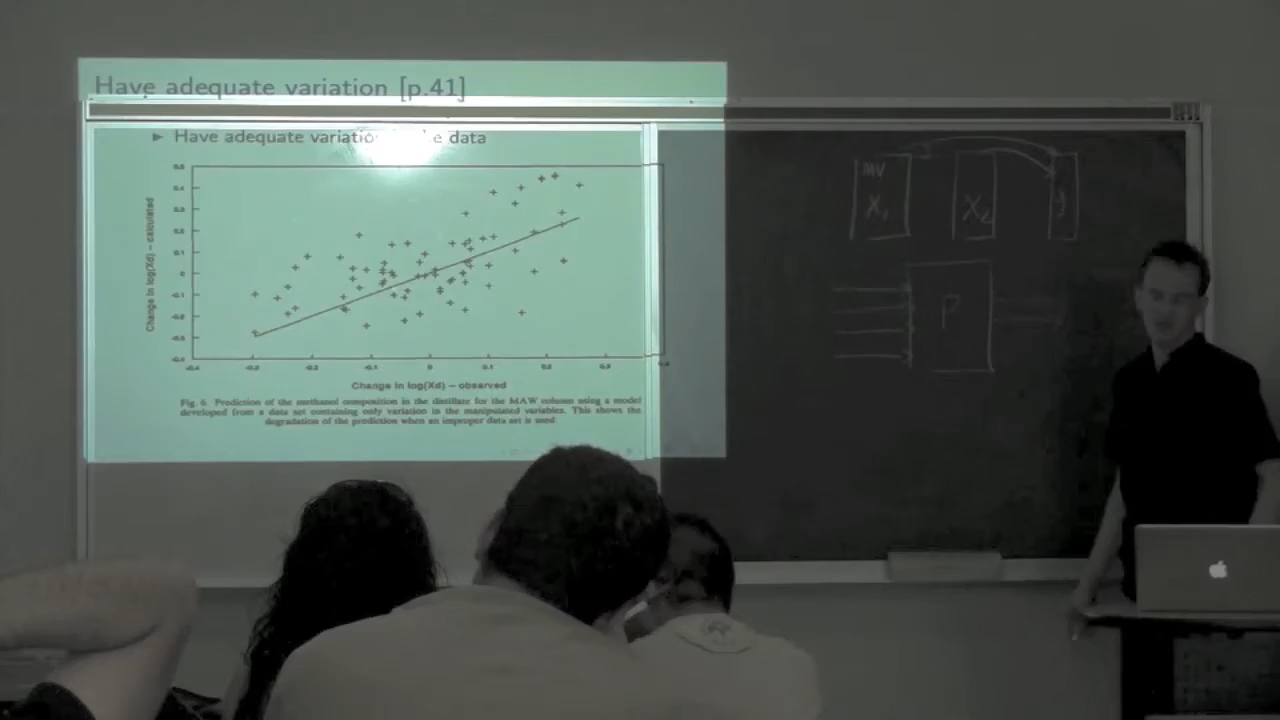 Have adequate variation [p.41]
► Have adequate data
Change in log(Xd) – calculated
Change in log(Xd) – observed
Fig. 6. Prediction of the methanol composition in the distillate for the MAW column using a model
developed from a data set containing only variation in the manipulated variables. This shows the
degradation of the prediction when an improper data set is used.
MV
X₁
X₂
y
P